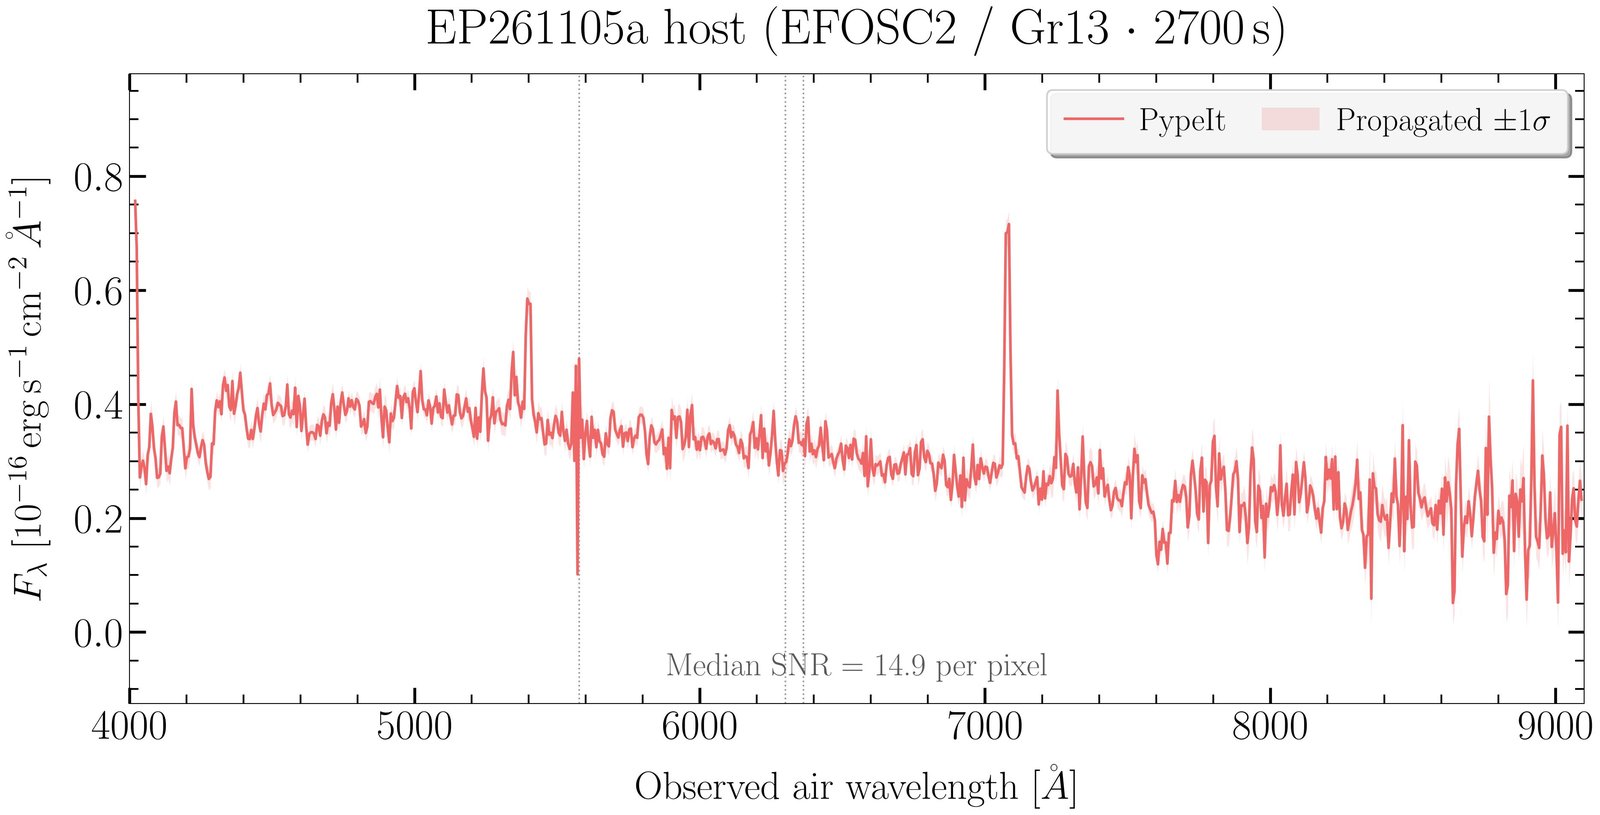 EP261105a host (EFOSC2 / Gr13 · 2700 s)
PypeIt
Propagated ±1σ
F_λ [10^−16 erg s^−1 cm^−2 Å^−1]
0.8
0.6
0.4
0.2
0.0
Median SNR = 14.9 per pixel
4000 5000 6000 7000 8000 9000
Observed air wavelength [Å]